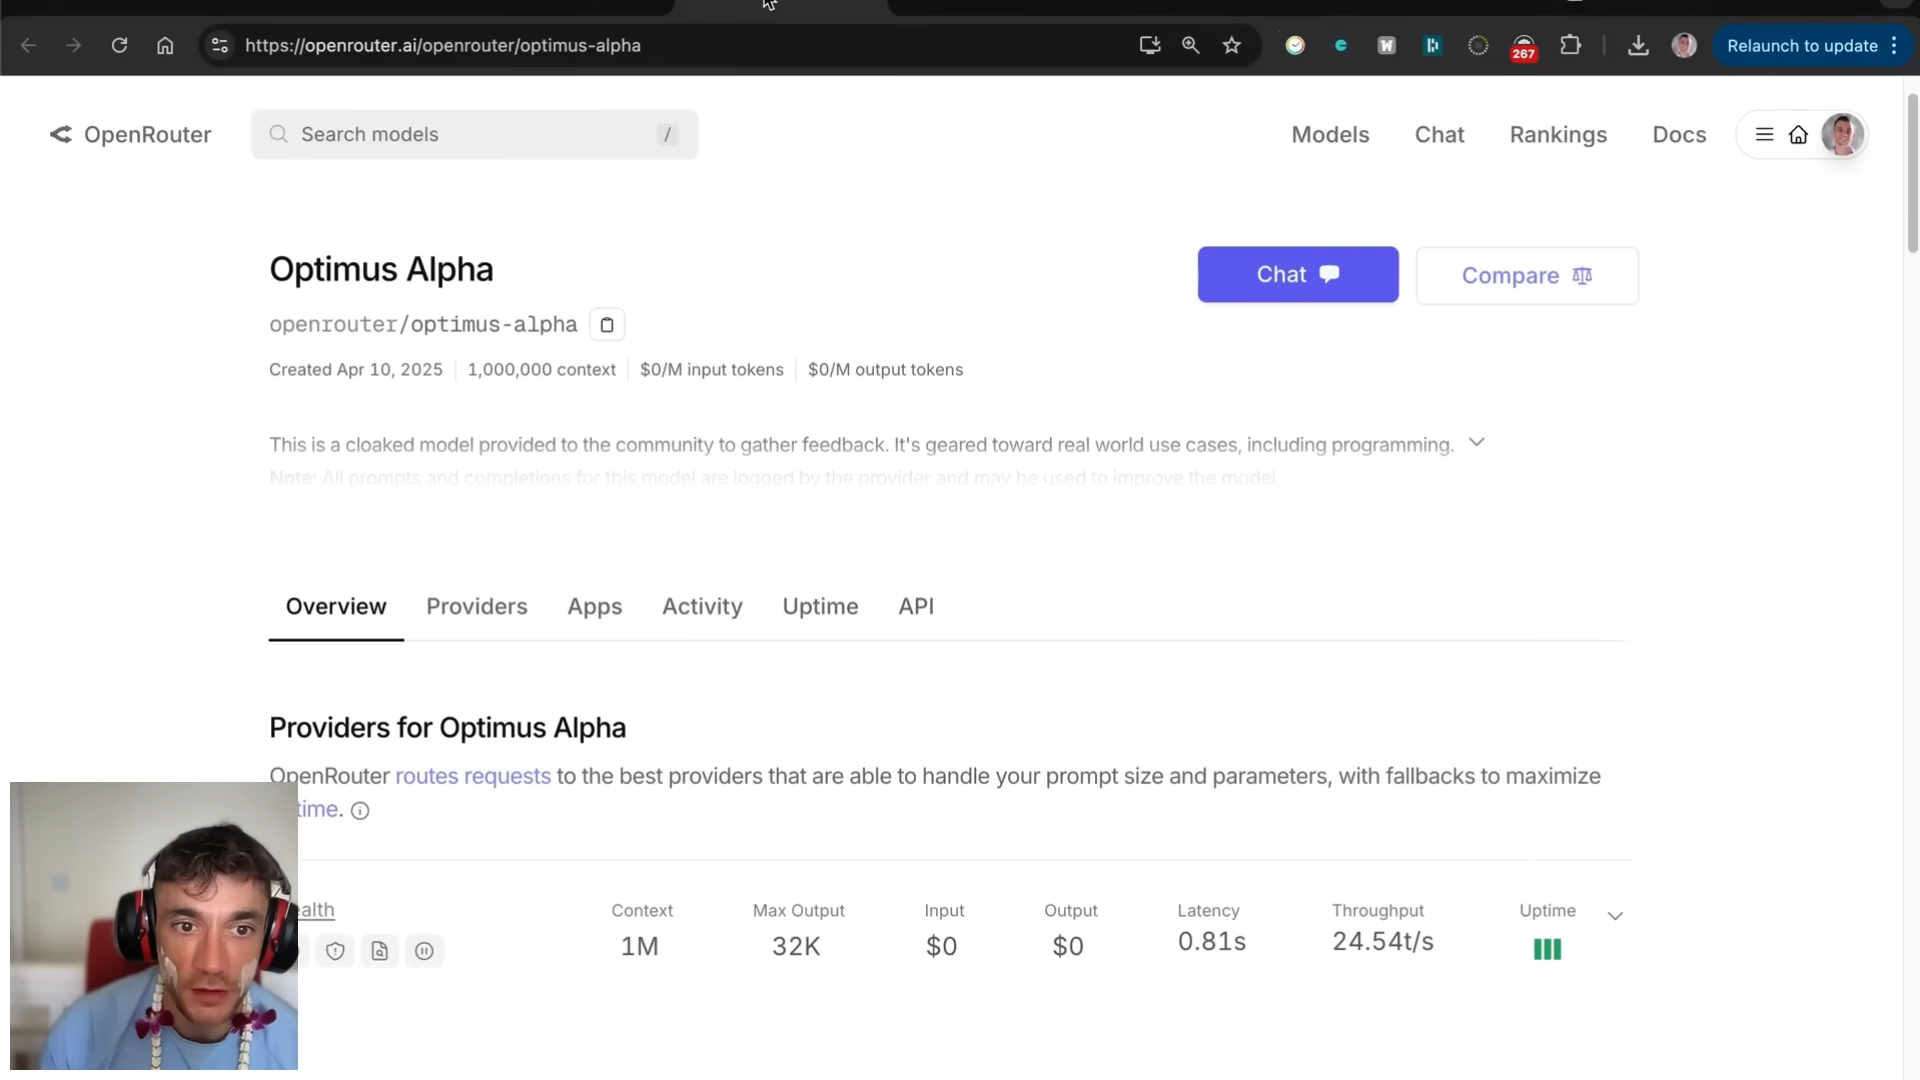 https://openrouter.ai/openrouter/optimus-alpha
267
Relaunch to update
OpenRouter
Search models
/
Models
Chat
Rankings
Docs
Optimus Alpha
Chat
Compare
openrouter/optimus-alpha
Created Apr 10, 2025
1,000,000 context
$0/M input tokens
$0/M output tokens
This is a cloaked model provided to the community to gather feedback. It's geared toward real world use cases, including programming.
Note: All prompts and completions for this model are logged by the provider and may be used to improve the model.
Overview
Providers
Apps
Activity
Uptime
API
Providers for Optimus Alpha
OpenRouter routes requests to the best providers that are able to handle your prompt size and parameters, with fallbacks to maximize
time.
ealth
Context
Max Output
Input
Output
Latency
Throughput
Uptime
1M
32K
$0
$0
0.81s
24.54t/s